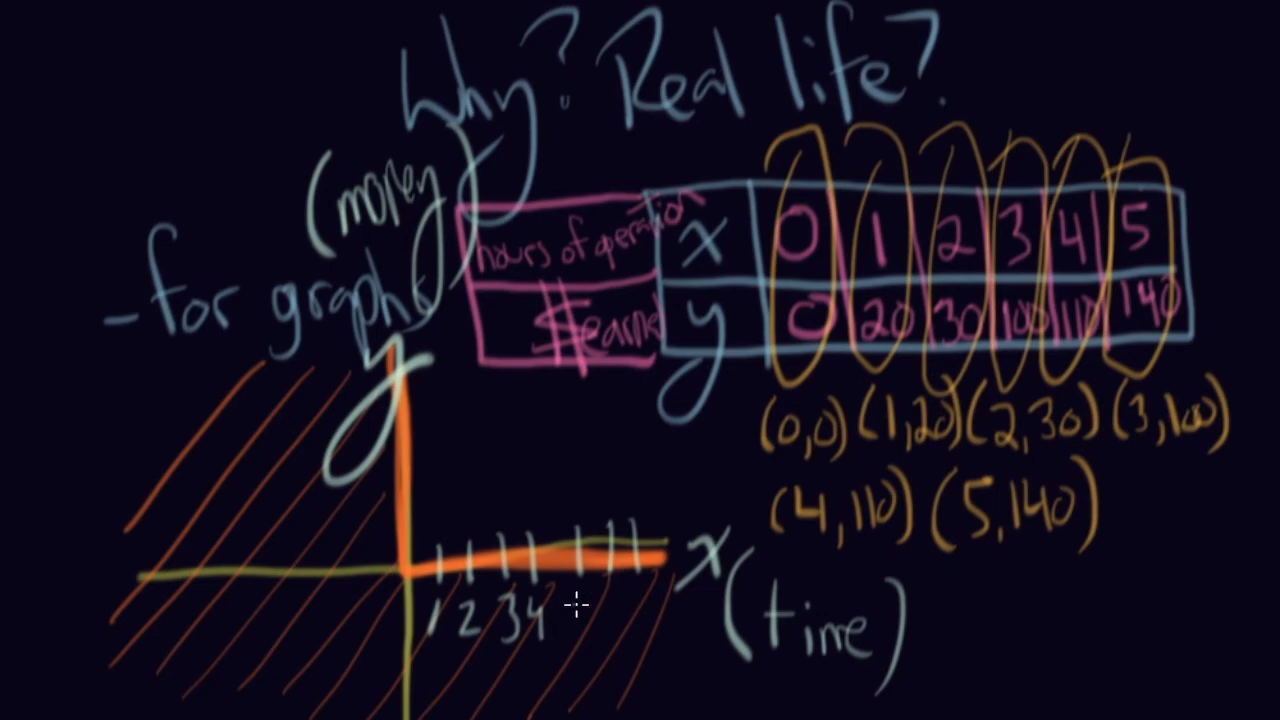 Why? Real life?
(money)
hours of operation x 0 1 2 3 4 5
- for graphs
$ earned y 0 20 30 100 110 140
y
(0,0) (1,20) (2,30) (3,100)
(4,110) (5,140)
x
1 2 3 4
(time)